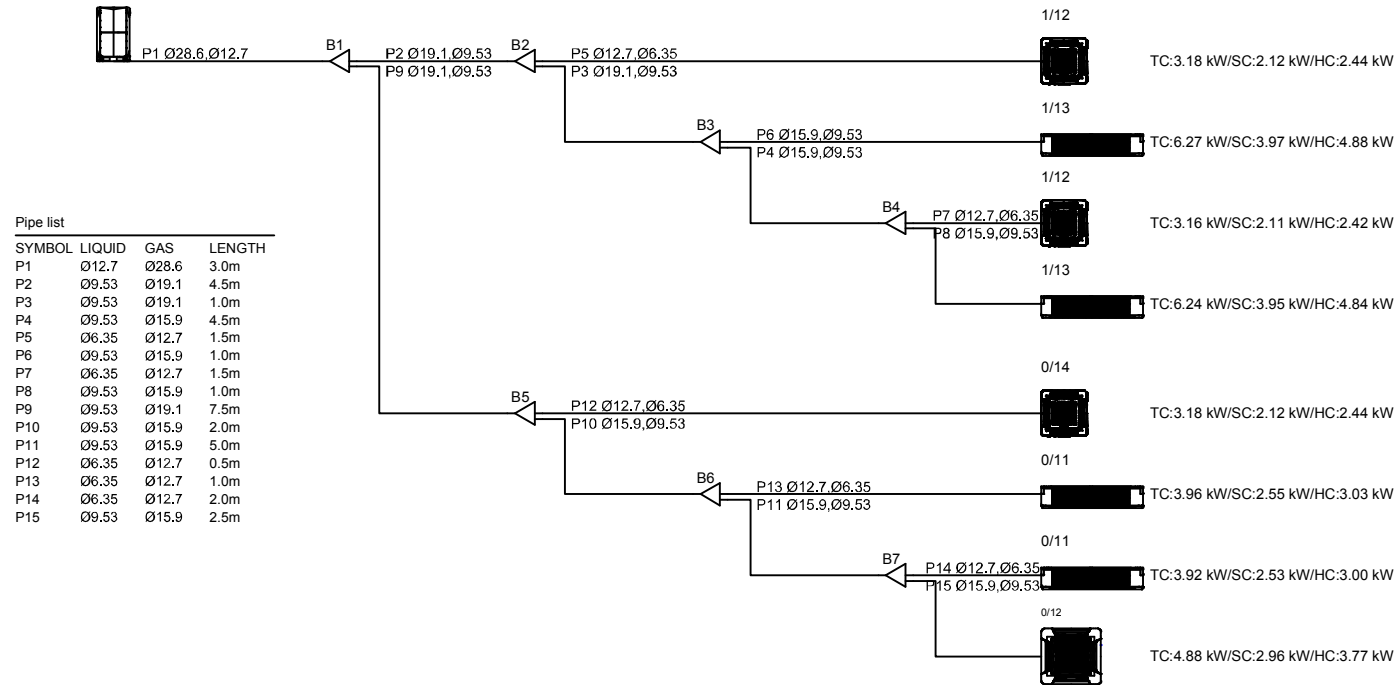 1/12
P1 Ø28.6,Ø12.7
B1
P2 Ø19.1,Ø9.53
P9 Ø19.1,Ø9.53
B2
P5 Ø12.7,Ø6.35
P3 Ø19.1,Ø9.53
TC:3.18 kW/SC:2.12 kW/HC:2.44 kW
1/13
B3
P6 Ø15.9,Ø9.53
P4 Ø15.9,Ø9.53
TC:6.27 kW/SC:3.97 kW/HC:4.88 kW
1/12
B4
P7 Ø12.7,Ø6.35
P8 Ø15.9,Ø9.53
TC:3.16 kW/SC:2.11 kW/HC:2.42 kW
1/13
TC:6.24 kW/SC:3.95 kW/HC:4.84 kW
Pipe list
SYMBOL LIQUID GAS LENGTH
P1 Ø12.7 Ø28.6 3.0m
P2 Ø9.53 Ø19.1 4.5m
P3 Ø9.53 Ø19.1 1.0m
P4 Ø9.53 Ø15.9 4.5m
P5 Ø6.35 Ø12.7 1.5m
P6 Ø9.53 Ø15.9 1.0m
P7 Ø6.35 Ø12.7 1.5m
P8 Ø9.53 Ø15.9 1.0m
P9 Ø9.53 Ø19.1 7.5m
P10 Ø9.53 Ø15.9 2.0m
P11 Ø9.53 Ø15.9 5.0m
P12 Ø6.35 Ø12.7 0.5m
P13 Ø6.35 Ø12.7 1.0m
P14 Ø6.35 Ø12.7 2.0m
P15 Ø9.53 Ø15.9 2.5m
0/14
B5
P12 Ø12.7,Ø6.35
P10 Ø15.9,Ø9.53
TC:3.18 kW/SC:2.12 kW/HC:2.44 kW
0/11
B6
P13 Ø12.7,Ø6.35
P11 Ø15.9,Ø9.53
TC:3.96 kW/SC:2.55 kW/HC:3.03 kW
0/11
B7
P14 Ø12.7,Ø6.35
P15 Ø15.9,Ø9.53
TC:3.92 kW/SC:2.53 kW/HC:3.00 kW
0/12
TC:4.88 kW/SC:2.96 kW/HC:3.77 kW